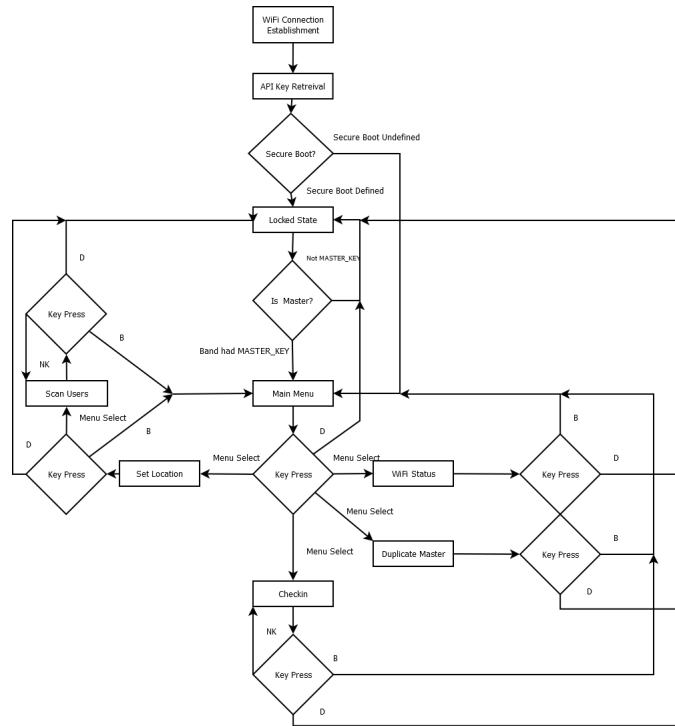 WiFi Connection
Establishment
API Key Retreival
Secure Boot Undefined
Secure Boot?
Secure Boot Defined
Locked State
Not MASTER_KEY
D
Is Master?
Key Press
B
Band had MASTER_KEY
NK
Scan Users
Main Menu
Menu Select
B
B
D
D
Menu Select
Menu Select
D
Key Press
Set Location
Key Press
WiFi Status
Key Press
Menu Select
B
Menu Select
Duplicate Master
Key Press
D
Checkin
NK
B
Key Press
D